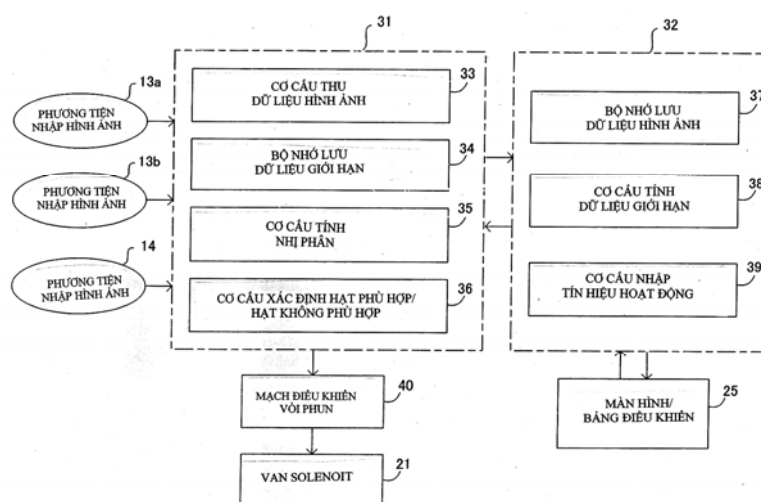 31
32
13a
PHƯƠNG TIỆN
NHẬP HÌNH ẢNH
13b
PHƯƠNG TIỆN
NHẬP HÌNH ẢNH
14
PHƯƠNG TIỆN
NHẬP HÌNH ẢNH
CƠ CẤU THU
DỮ LIỆU HÌNH ẢNH
33
BỘ NHỚ LƯU
DỮ LIỆU GIỚI HẠN
34
CƠ CẤU TÍNH
NHỊ PHÂN
35
CƠ CẤU XÁC ĐỊNH HẠT PHÙ HỢP/
HẠT KHÔNG PHÙ HỢP
36
BỘ NHỚ LƯU
DỮ LIỆU HÌNH ẢNH
37
CƠ CẤU TÍNH
DỮ LIỆU GIỚI HẠN
38
CƠ CẤU NHẬP
TÍN HIỆU HOẠT ĐỘNG
39
MẠCH ĐIỀU KHIÊN
VÒI PHUN
40
VAN SOLENOIT
21
MÀN HÌNH/
BẢNG ĐIỀU KHIÊN
25